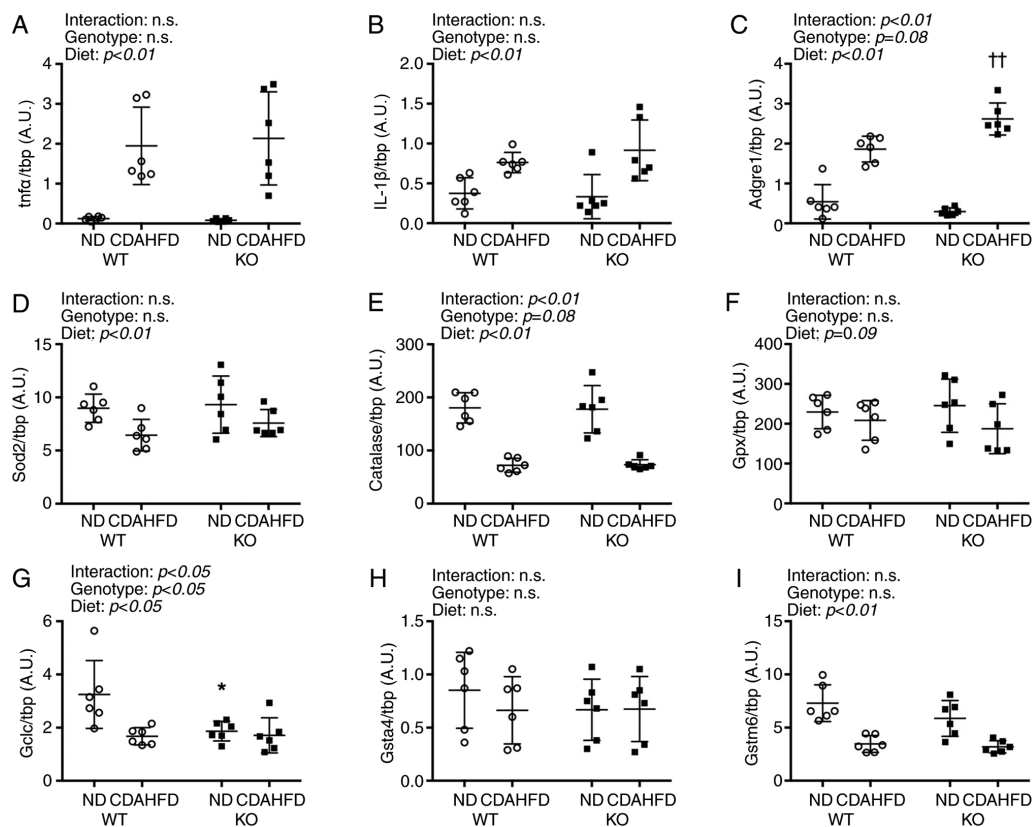 A
Interaction: n.s.
Genotype: n.s.
Diet: p<0.01
tnfα/tbp (A.U.)
4
3
2
1
0
ND CDAHFD ND CDAHFD
WT KO
B
Interaction: n.s.
Genotype: n.s.
Diet: p<0.01
IL-1β/tbp (A.U.)
2.0
1.5
1.0
0.5
0.0
ND CDAHFD ND CDAHFD
WT KO
C
Interaction: p<0.01
Genotype: p=0.08
Diet: p<0.01
Adgre1/tbp (A.U.)
4
3
2
1
0
††
ND CDAHFD ND CDAHFD
WT KO
D
Interaction: n.s.
Genotype: n.s.
Diet: p<0.01
Sod2/tbp (A.U.)
15
10
5
0
ND CDAHFD ND CDAHFD
WT KO
E
Interaction: p<0.01
Genotype: p=0.08
Diet: p<0.01
Catalase/tbp (A.U.)
300
200
100
0
ND CDAHFD ND CDAHFD
WT KO
F
Interaction: n.s.
Genotype: n.s.
Diet: p=0.09
Gpx/tbp (A.U.)
400
300
200
100
0
ND CDAHFD ND CDAHFD
WT KO
G
Interaction: p<0.05
Genotype: p<0.05
Diet: p<0.05
Gclc/tbp (A.U.)
6
4
2
0
*
ND CDAHFD ND CDAHFD
WT KO
H
Interaction: n.s.
Genotype: n.s.
Diet: n.s.
Gsta4/tbp (A.U.)
1.5
1.0
0.5
0.0
ND CDAHFD ND CDAHFD
WT KO
I
Interaction: n.s.
Genotype: n.s.
Diet: p<0.01
Gstm6/tbp (A.U.)
15
10
5
0
ND CDAHFD ND CDAHFD
WT KO